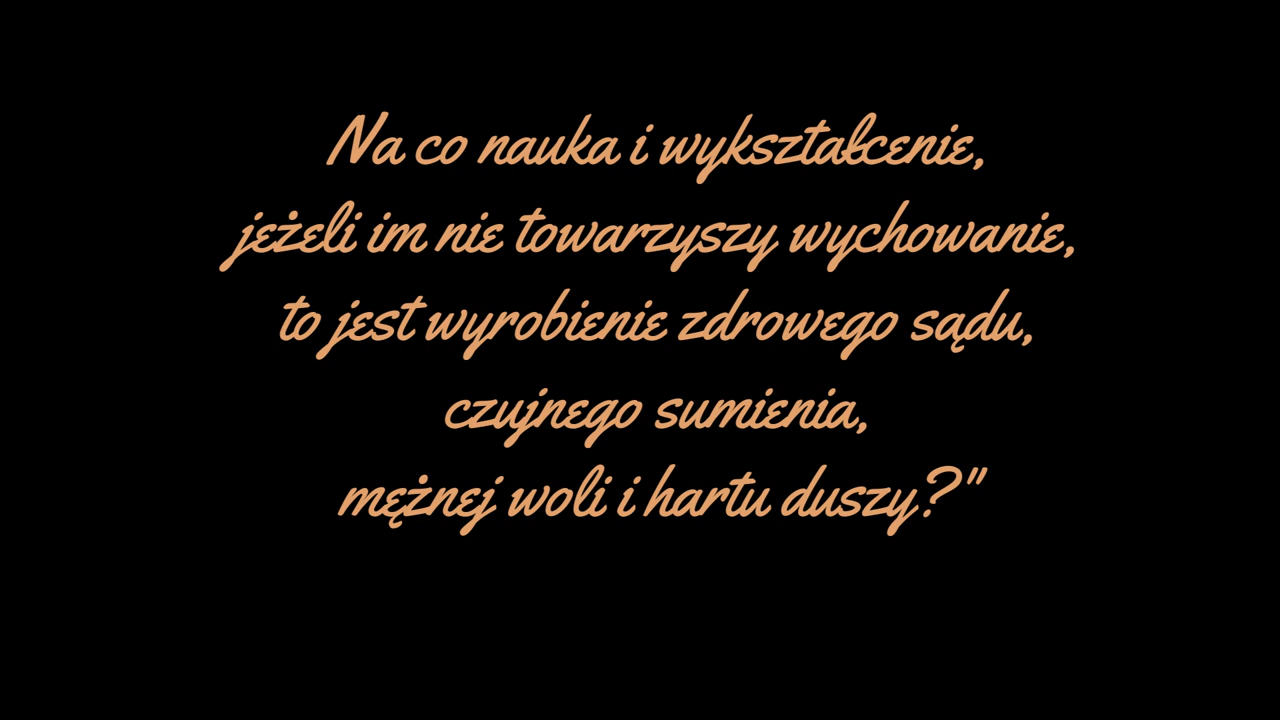 Na co nauka i wykształcenie,
jeżeli im nie towarzyszy wychowanie,
to jest wyrobienie zdrowego sądu,
czujnego sumienia,
mężnej woli i hartu duszy?"